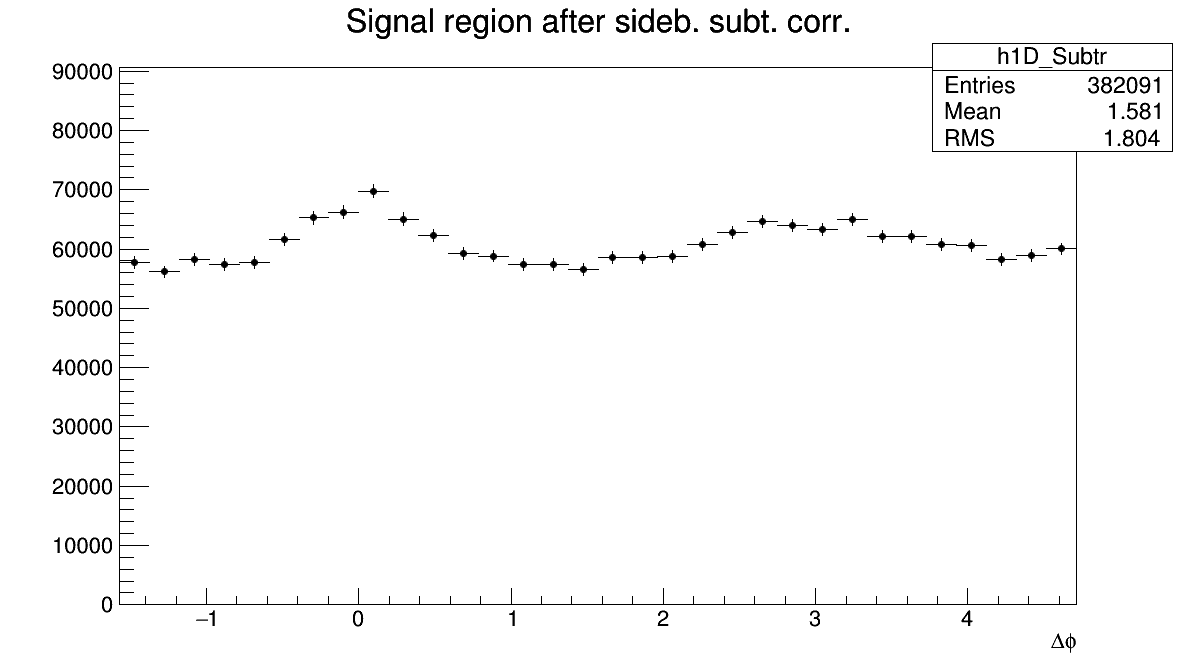 Signal region after sideb. subt. corr.
h1D_Subtr
Entries 382091
Mean 1.581
RMS 1.804
90000
80000
70000
60000
50000
40000
30000
20000
10000
0
−1 0 1 2 3 4
Δϕ